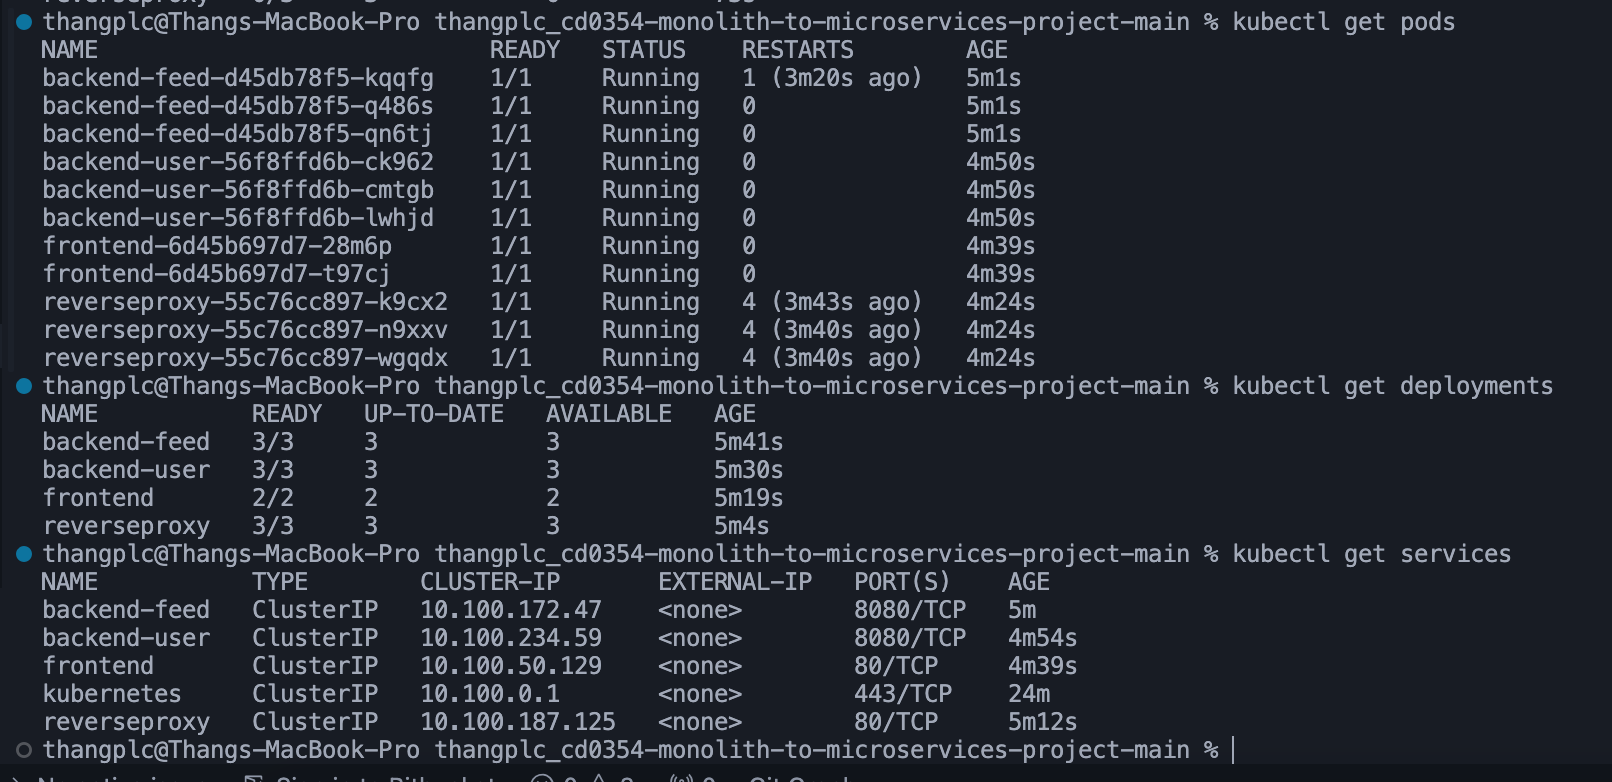 thangplc@Thangs-MacBook-Pro thangplc_cd0354-monolith-to-microservices-project-main % kubectl get pods
NAME READY STATUS RESTARTS AGE
backend-feed-d45db78f5-kqqfg 1/1 Running 1 (3m20s ago) 5m1s
backend-feed-d45db78f5-q486s 1/1 Running 0 5m1s
backend-feed-d45db78f5-qn6tj 1/1 Running 0 5m1s
backend-user-56f8ffd6b-ck962 1/1 Running 0 4m50s
backend-user-56f8ffd6b-cmtgb 1/1 Running 0 4m50s
backend-user-56f8ffd6b-lwhjd 1/1 Running 0 4m50s
frontend-6d45b697d7-28m6p 1/1 Running 0 4m39s
frontend-6d45b697d7-t97cj 1/1 Running 0 4m39s
reverseproxy-55c76cc897-k9cx2 1/1 Running 4 (3m43s ago) 4m24s
reverseproxy-55c76cc897-n9xxv 1/1 Running 4 (3m40s ago) 4m24s
reverseproxy-55c76cc897-wgqdx 1/1 Running 4 (3m40s ago) 4m24s
thangplc@Thangs-MacBook-Pro thangplc_cd0354-monolith-to-microservices-project-main % kubectl get deployments
NAME READY UP-TO-DATE AVAILABLE AGE
backend-feed 3/3 3 3 5m41s
backend-user 3/3 3 3 5m30s
frontend 2/2 2 2 5m19s
reverseproxy 3/3 3 3 5m4s
thangplc@Thangs-MacBook-Pro thangplc_cd0354-monolith-to-microservices-project-main % kubectl get services
NAME TYPE CLUSTER-IP EXTERNAL-IP PORT(S) AGE
backend-feed ClusterIP 10.100.172.47 <none> 8080/TCP 5m
backend-user ClusterIP 10.100.234.59 <none> 8080/TCP 4m54s
frontend ClusterIP 10.100.50.129 <none> 80/TCP 4m39s
kubernetes ClusterIP 10.100.0.1 <none> 443/TCP 24m
reverseproxy ClusterIP 10.100.187.125 <none> 80/TCP 5m12s
thangplc@Thangs-MacBook-Pro thangplc_cd0354-monolith-to-microservices-project-main %